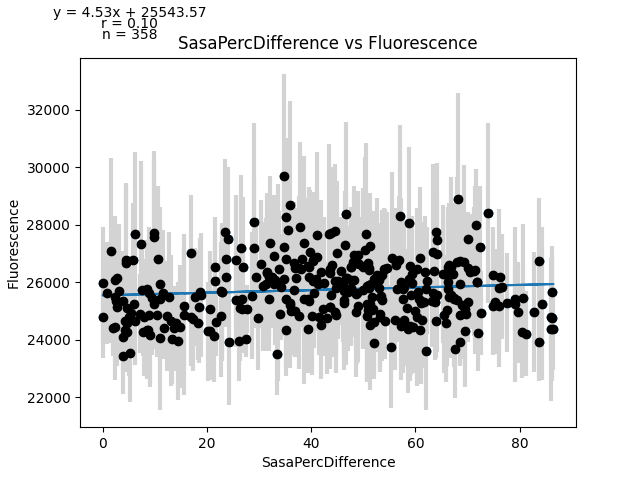 y = 4.53x + 25543.57
r = 0.10
n = 358
SasaPercDifference vs Fluorescence
32000
30000
28000
26000
24000
22000
Fluorescence
0 20 40 60 80
SasaPercDifference